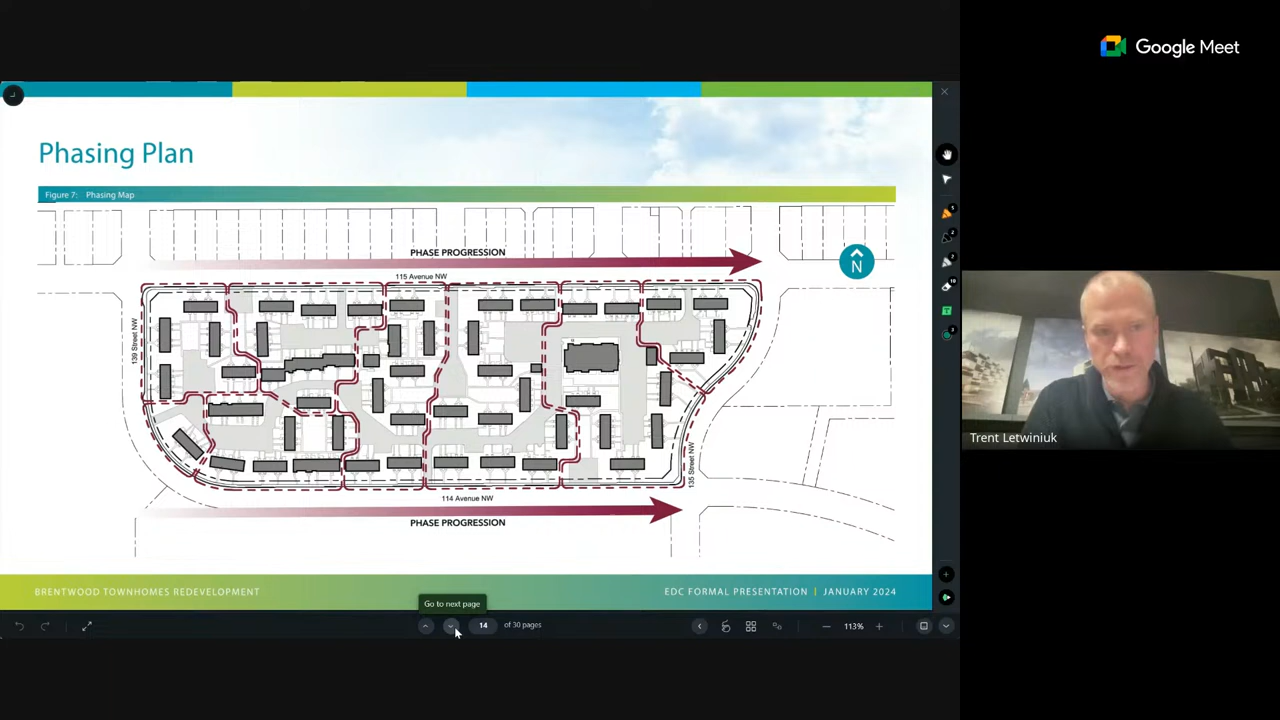 Google Meet
Phasing Plan
Figure 7: Phasing Map
PHASE PROGRESSION
N
115 Avenue NW
139 Street NW
135 Street NW
114 Avenue NW
PHASE PROGRESSION
Trent Letwiniuk
BRENTWOOD TOWNHOMES REDEVELOPMENT
EDC FORMAL PRESENTATION | JANUARY 2024
Go to next page
14 of 30 pages
113%